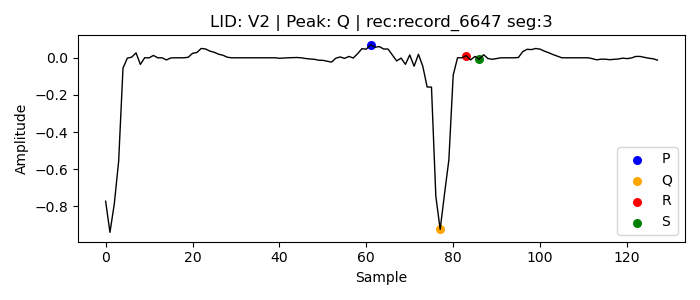 LID: V2 | Peak: Q | rec:record_6647 seg:3
Amplitude
0.0
−0.2
−0.4
−0.6
−0.8
P
Q
R
S
0 20 40 60 80 100 120
Sample